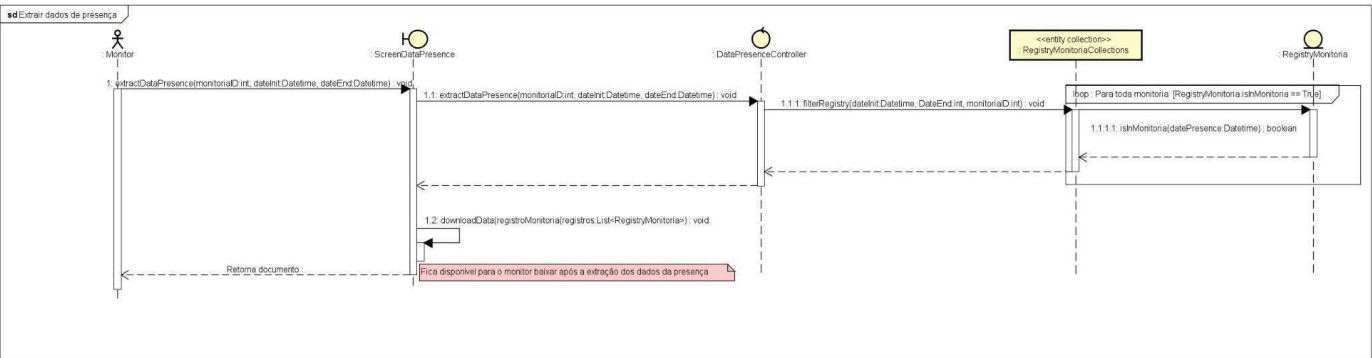 sd Extrair dados de presença
: Monitor
: ScreenDataPresence
: DataPresenceController
<<entity collection>>
: RegistryMonitoriaCollections
: RegistryMonitoria
1: extractDataPresence(monitoriaID:int, dateInit:Datetime, dateEnd:Datetime) : void
1.1: extractDataPresence(monitoriaID:int, dateInit:Datetime, dateEnd:Datetime) : void
1.1.1: filterRegistry(dateInit:Datetime, DateEnd:int, monitoriaID:int) : void
loop : Para toda monitoria [RegistryMonitoria.isInMonitoria == True]
1.1.1.1: isInMonitoria(datePresence:Datetime) : boolean
1.2: downloadData(registroMonitoria(registros:List<RegistryMonitoria>) : void
Retorna documento
Fica disponivel para o monitor baixar após a extração dos dados da presença